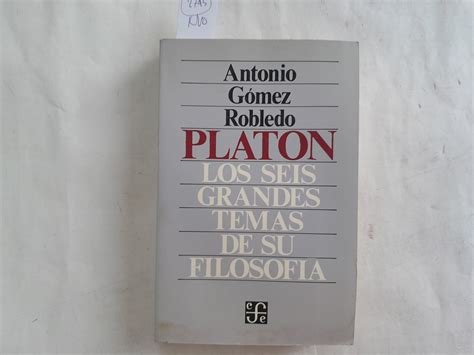 Antonio
Gómez
Robledo
PLATON
LOS SEIS
GRANDES
TEMAS
DE SU
FILOSOFIA